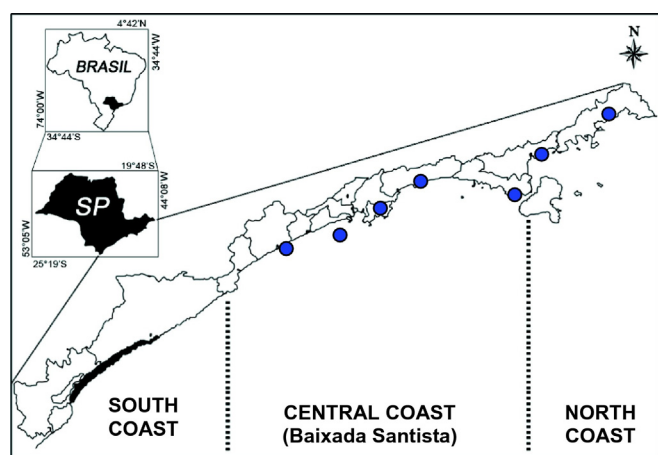 4°42'N
BRASIL
34°44'W
74°00'W
34°44'S
N
19°48'S
SP
44°08'W
53°05'W
25°19'S
SOUTH
COAST
CENTRAL COAST
(Baixada Santista)
NORTH
COAST